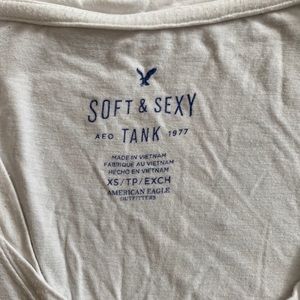 SOFT & SEXY
AEO TANK 1977
MADE IN VIETNAM
FABRIQUÉ AU VIETNAM
HECHO EN VIETNAM
XS/TP/EXCH
AMERICAN EAGLE
OUTFITTERS